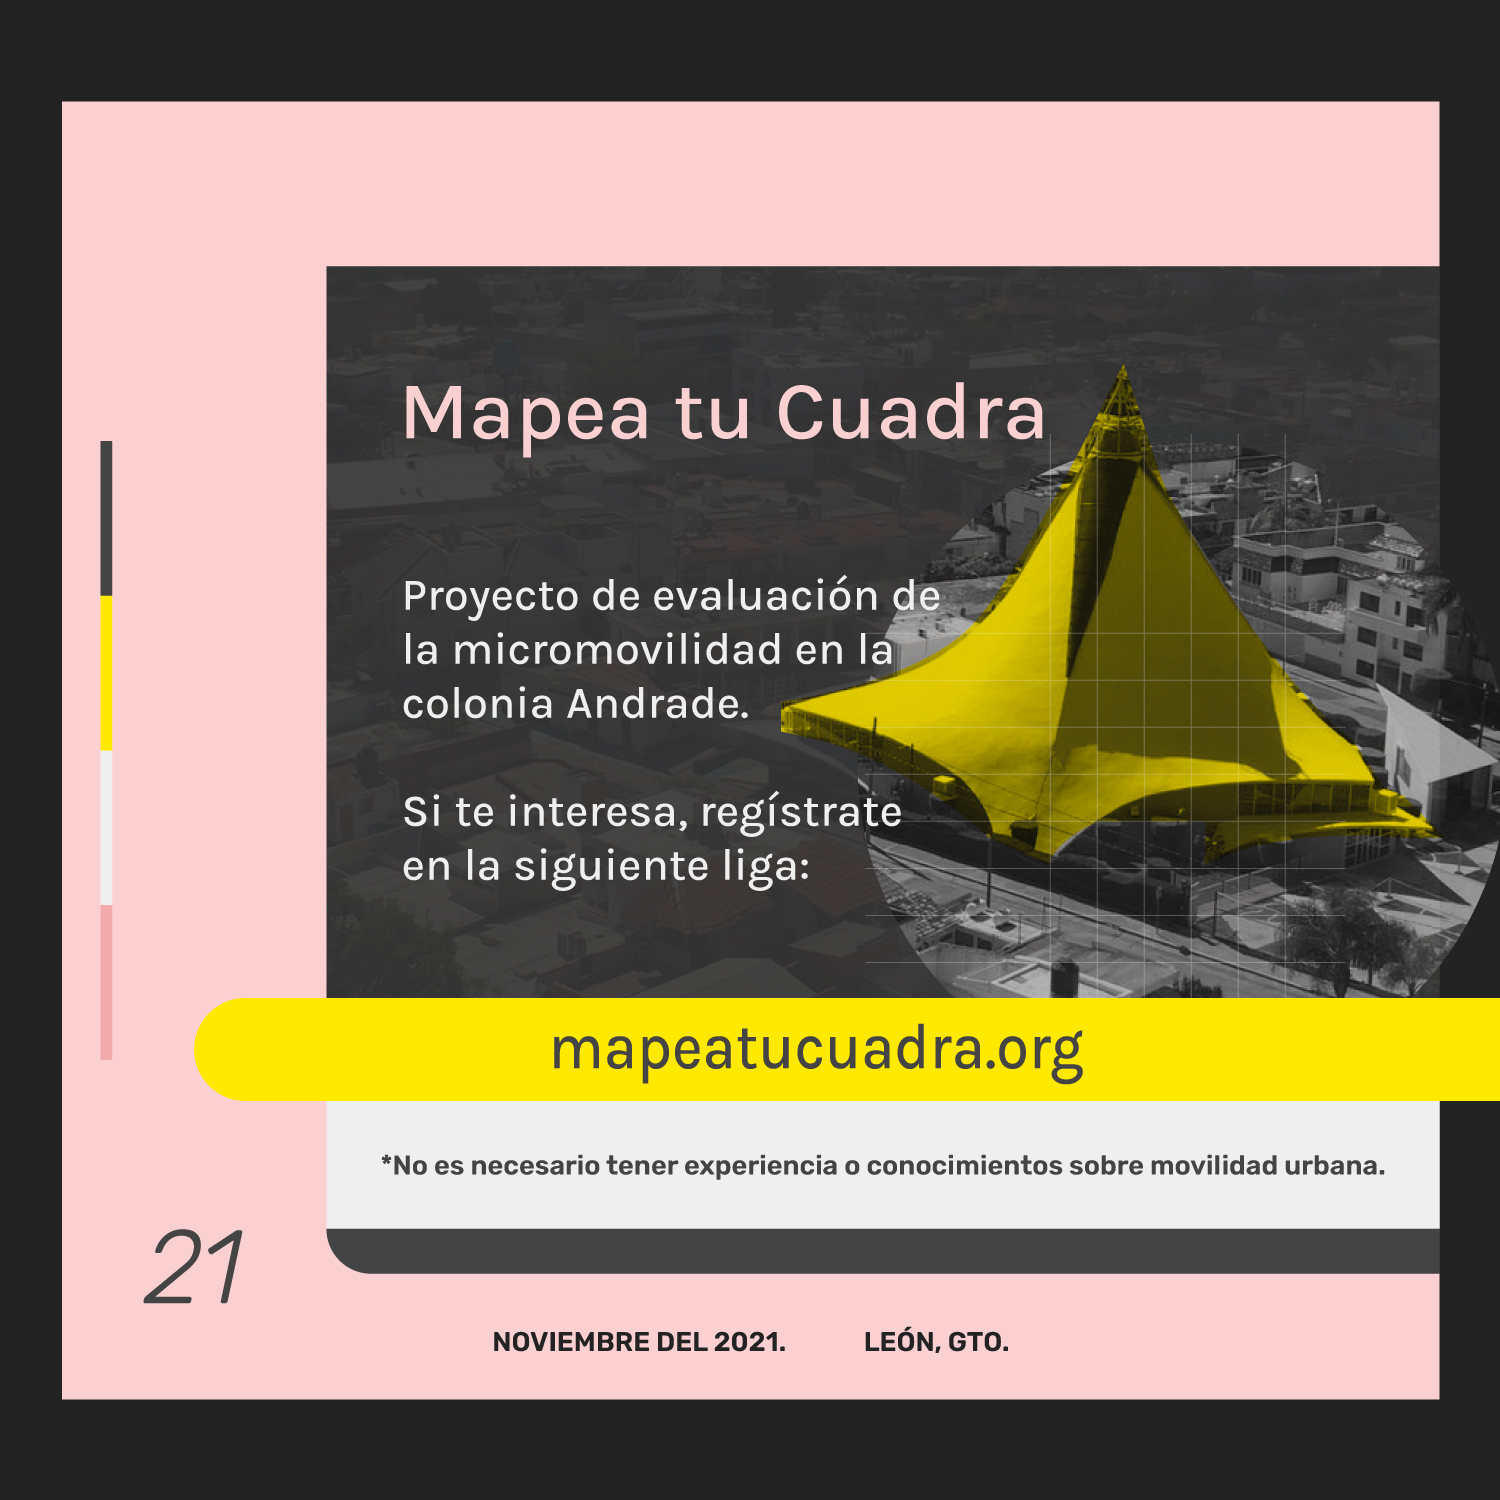 Mapea tu Cuadra
Proyecto de evaluación de
la micromovilidad en la
colonia Andrade.
Si te interesa, regístrate
en la siguiente liga:
mapeatucuadra.org
*No es necesario tener experiencia o conocimientos sobre movilidad urbana.
21
NOVIEMBRE DEL 2021. LEÓN, GTO.